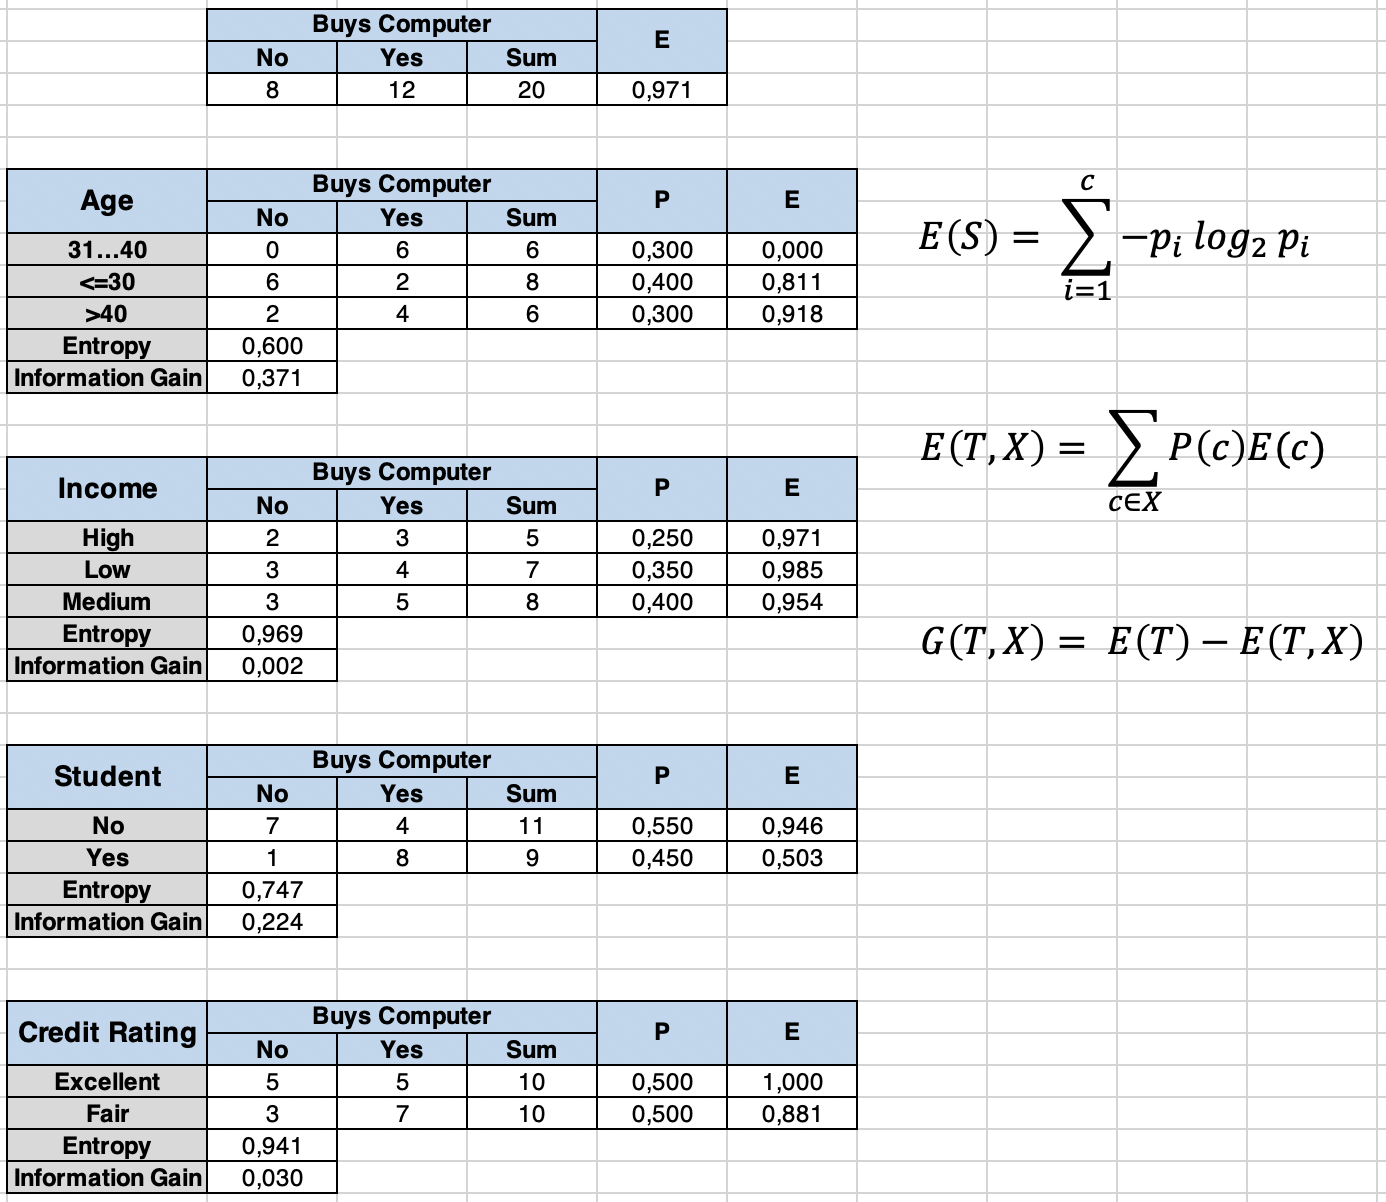 Buys Computer E
No Yes Sum
8 12 20 0,971
Age Buys Computer P E
No Yes Sum
31...40 0 6 6 0,300 0,000
<=30 6 2 8 0,400 0,811
>40 2 4 6 0,300 0,918
Entropy 0,600
Information Gain 0,371
E(S) = ∑_{i=1}^{c} −p_i log_2 p_i
Income Buys Computer P E
No Yes Sum
High 2 3 5 0,250 0,971
Low 3 4 7 0,350 0,985
Medium 3 5 8 0,400 0,954
Entropy 0,969
Information Gain 0,002
E(T,X) = ∑_{c∈X} P(c)E(c)
G(T,X) = E(T) − E(T,X)
Student Buys Computer P E
No Yes Sum
No 7 4 11 0,550 0,946
Yes 1 8 9 0,450 0,503
Entropy 0,747
Information Gain 0,224
Credit Rating Buys Computer P E
No Yes Sum
Excellent 5 5 10 0,500 1,000
Fair 3 7 10 0,500 0,881
Entropy 0,941
Information Gain 0,030